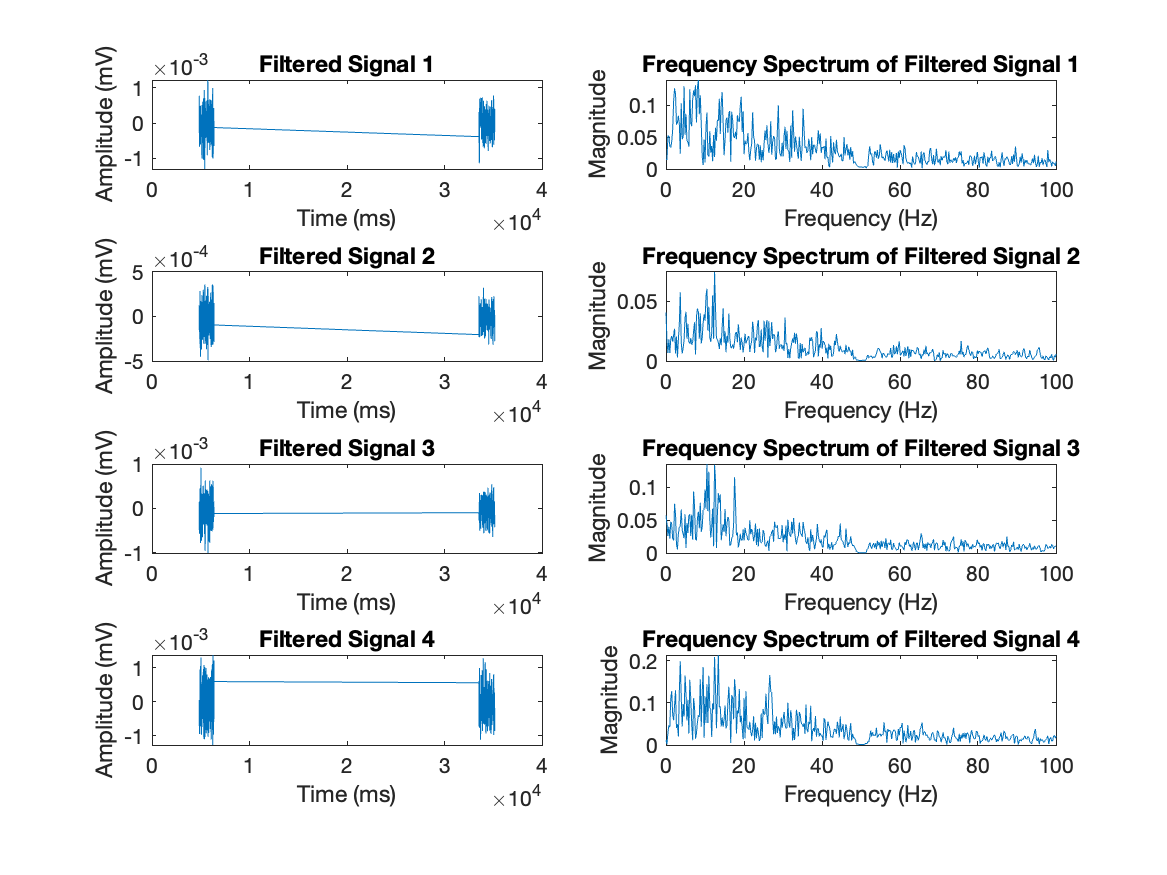 Filtered Signal 1
×10⁻³
Amplitude (mV)
1
0
-1
0 1 2 3 4
Time (ms)
×10⁴
Frequency Spectrum of Filtered Signal 1
Magnitude
0.1
0.05
0
0 20 40 60 80 100
Frequency (Hz)
Filtered Signal 2
×10⁻⁴
Amplitude (mV)
5
0
-5
0 1 2 3 4
Time (ms)
×10⁴
Frequency Spectrum of Filtered Signal 2
Magnitude
0.05
0
0 20 40 60 80 100
Frequency (Hz)
Filtered Signal 3
×10⁻³
Amplitude (mV)
1
0
-1
0 1 2 3 4
Time (ms)
×10⁴
Frequency Spectrum of Filtered Signal 3
Magnitude
0.1
0.05
0
0 20 40 60 80 100
Frequency (Hz)
Filtered Signal 4
×10⁻³
Amplitude (mV)
1
0
-1
0 1 2 3 4
Time (ms)
×10⁴
Frequency Spectrum of Filtered Signal 4
Magnitude
0.2
0.1
0
0 20 40 60 80 100
Frequency (Hz)